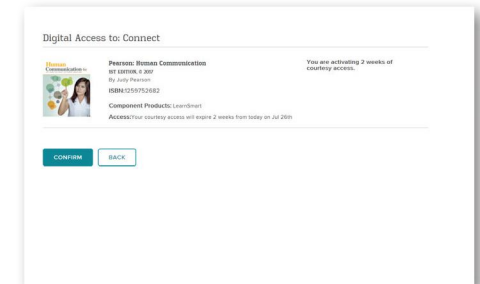 Digital Access to: Connect
Human
Communication
Pearson: Human Communication
1ST EDITION, © 2017
By Judy Pearson
ISBN:1259752682
Component Products: LearnSmart
Access:Your courtesy access will expire 2 weeks from today on Jul 26th
You are activating 2 weeks of
courtesy access.
CONFIRM
BACK